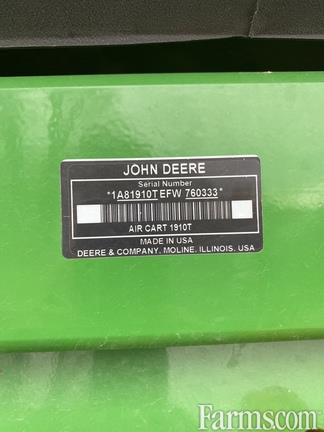 JOHN DEERE
Serial Number
*1A81910TEFW 760333*
AIR CART 1910T
MADE IN USA
DEERE & COMPANY. MOLINE. ILLINOIS. USA
Farms.com®